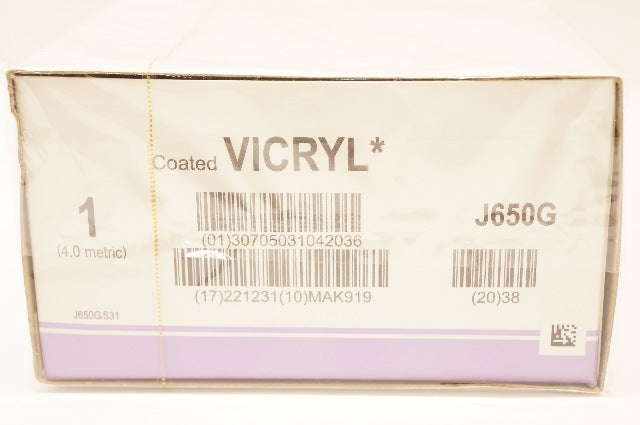 Coated VICRYL*
1
(4.0 metric)
J650G
(01)30705031042036
(17)221231(10)MAK919
(20)38
J650G.S31